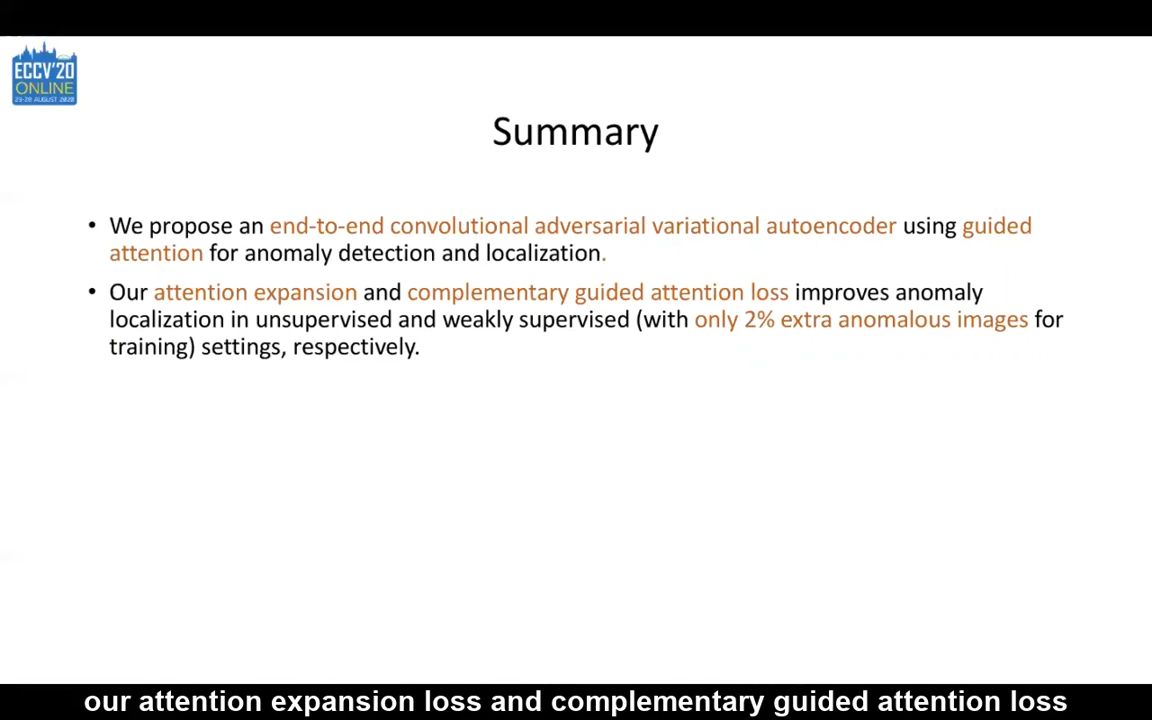 ECCV'20
ONLINE
23-28 AUGUST 2020
Summary
• We propose an end-to-end convolutional adversarial variational autoencoder using guided
attention for anomaly detection and localization.
• Our attention expansion and complementary guided attention loss improves anomaly
localization in unsupervised and weakly supervised (with only 2% extra anomalous images for
training) settings, respectively.
our attention expansion loss and complementary guided attention loss